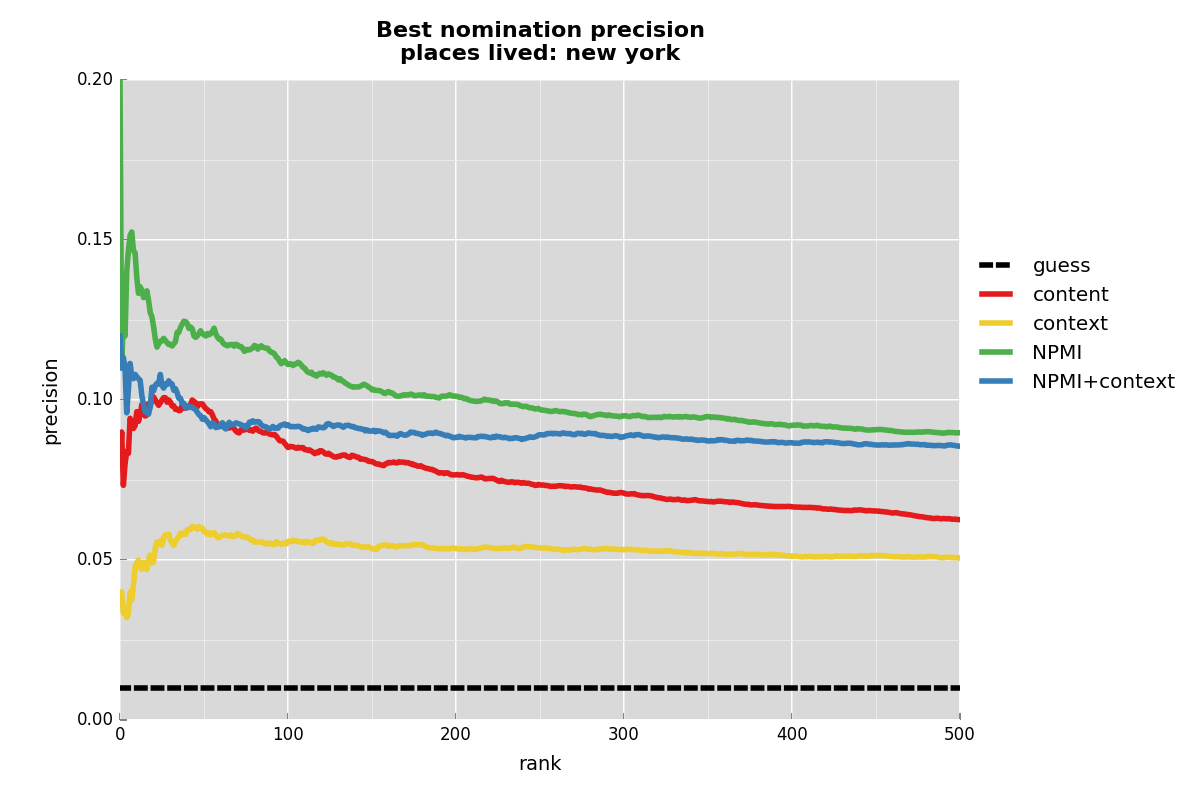 Best nomination precision
places lived: new york
precision
0.20
0.15
0.10
0.05
0.00
0
100
200
300
400
500
rank
guess
content
context
NPMI
NPMI+context